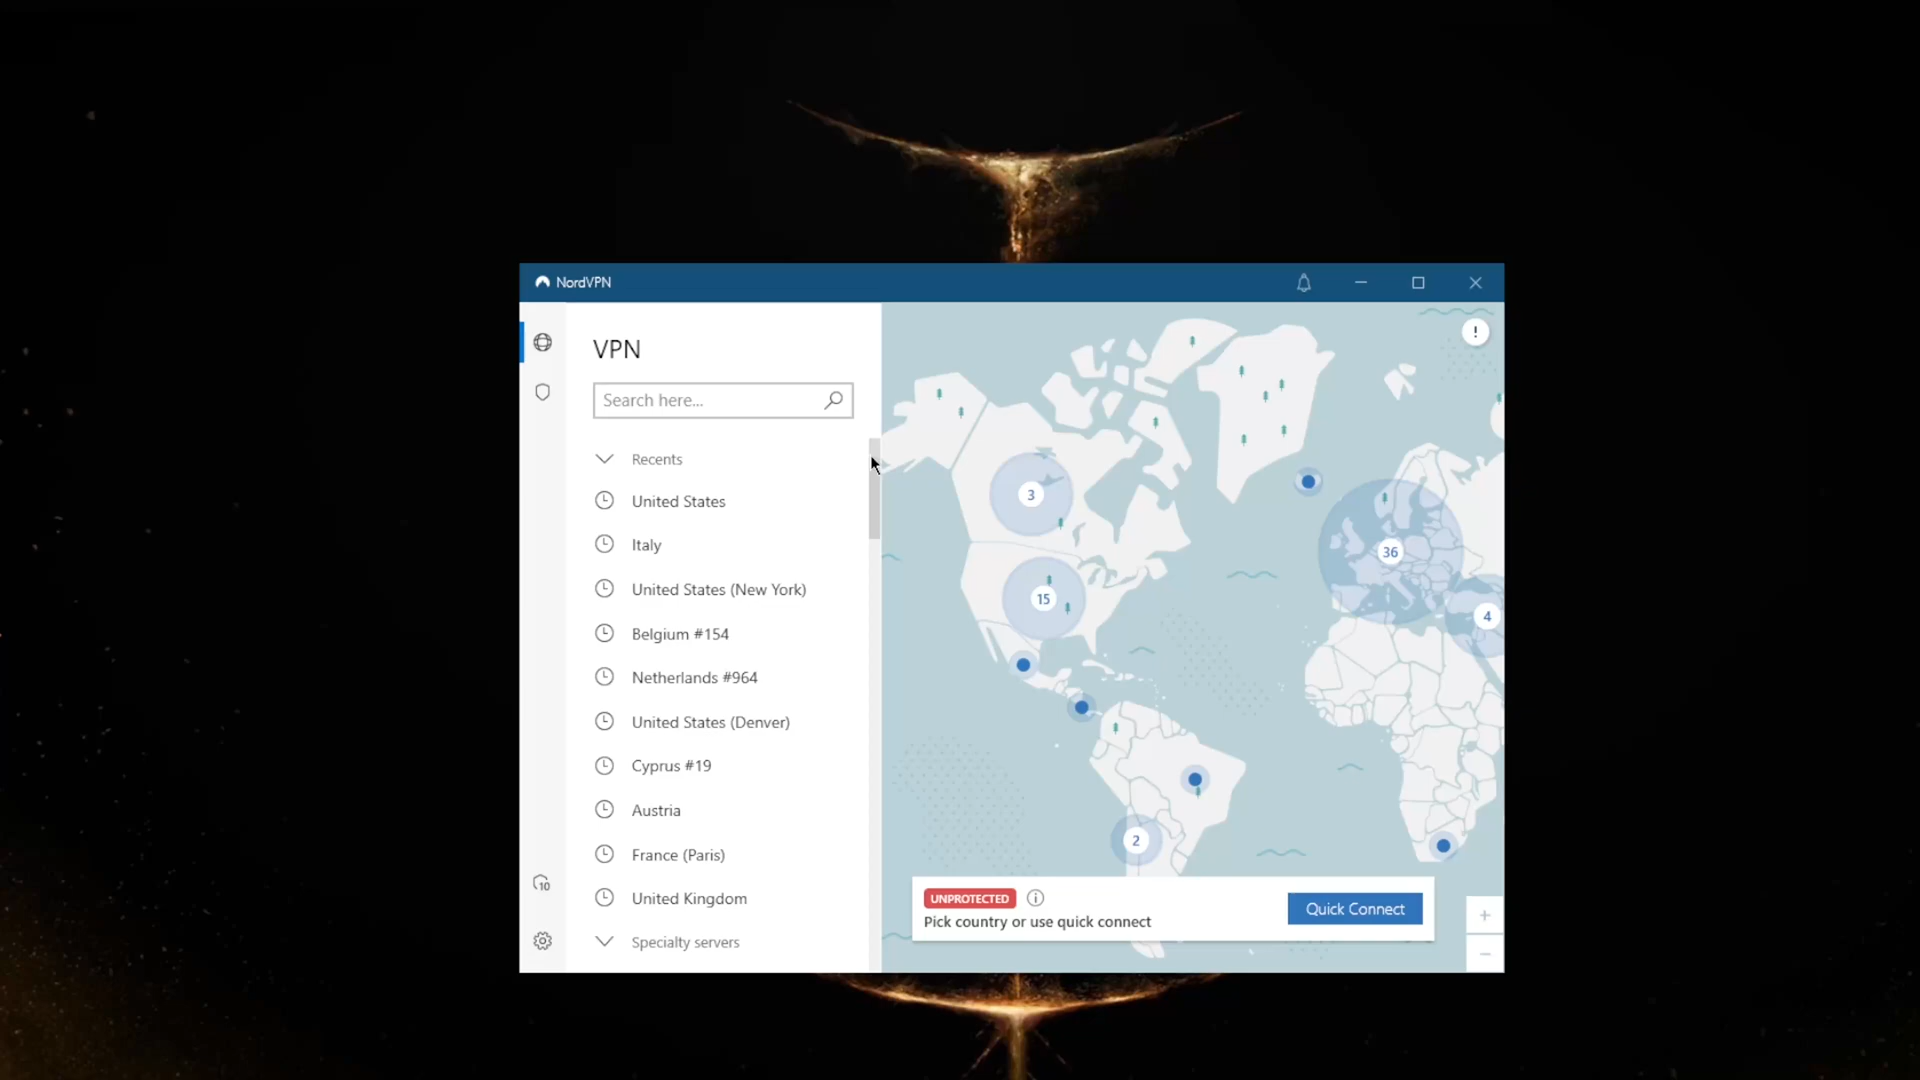 NordVPN
VPN
Search here...
Recents
United States
Italy
United States (New York)
Belgium #154
Netherlands #964
United States (Denver)
Cyprus #19
Austria
France (Paris)
United Kingdom
Specialty servers
10
!
3
36
15
4
2
UNPROTECTED
Pick country or use quick connect
Quick Connect